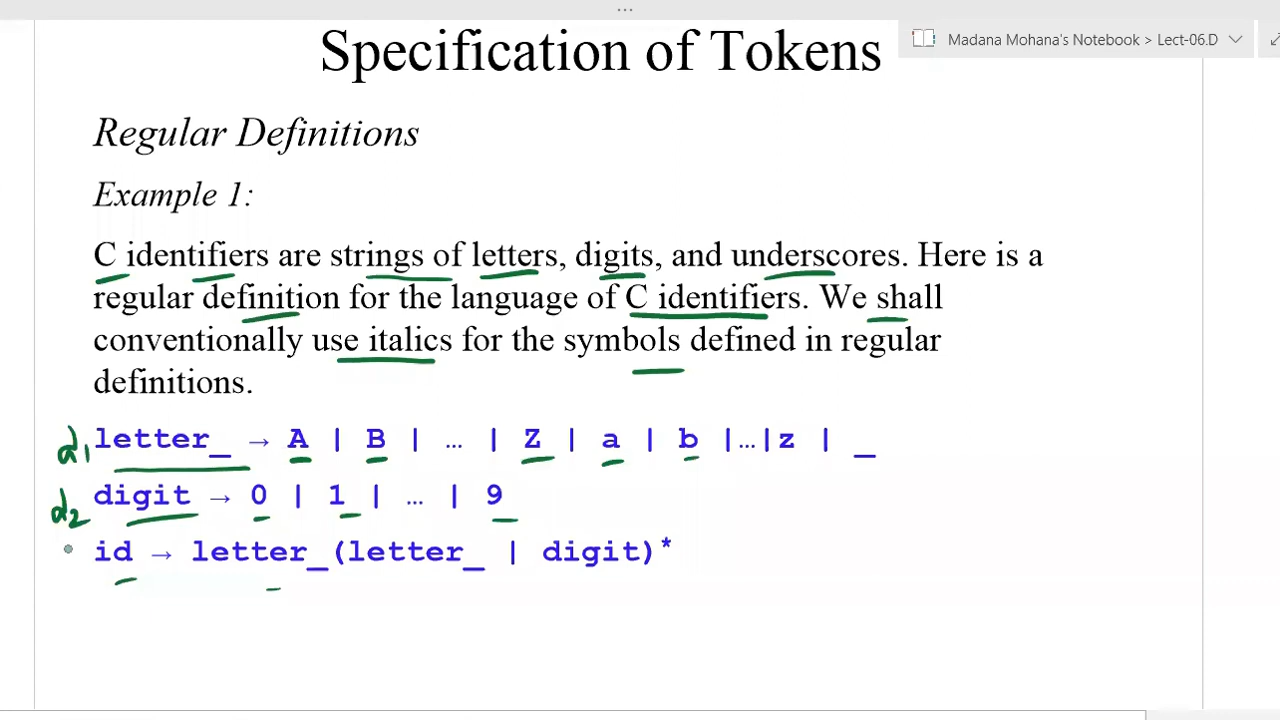 Specification of Tokens
Madana Mohana's Notebook > Lect-06.D
Regular Definitions
Example 1:
C identifiers are strings of letters, digits, and underscores. Here is a
regular definition for the language of C identifiers. We shall
conventionally use italics for the symbols defined in regular
definitions.
d1 letter_ → A | B | … | Z | a | b |…|z | _
d2 digit → 0 | 1 | … | 9
id → letter_(letter_ | digit)*